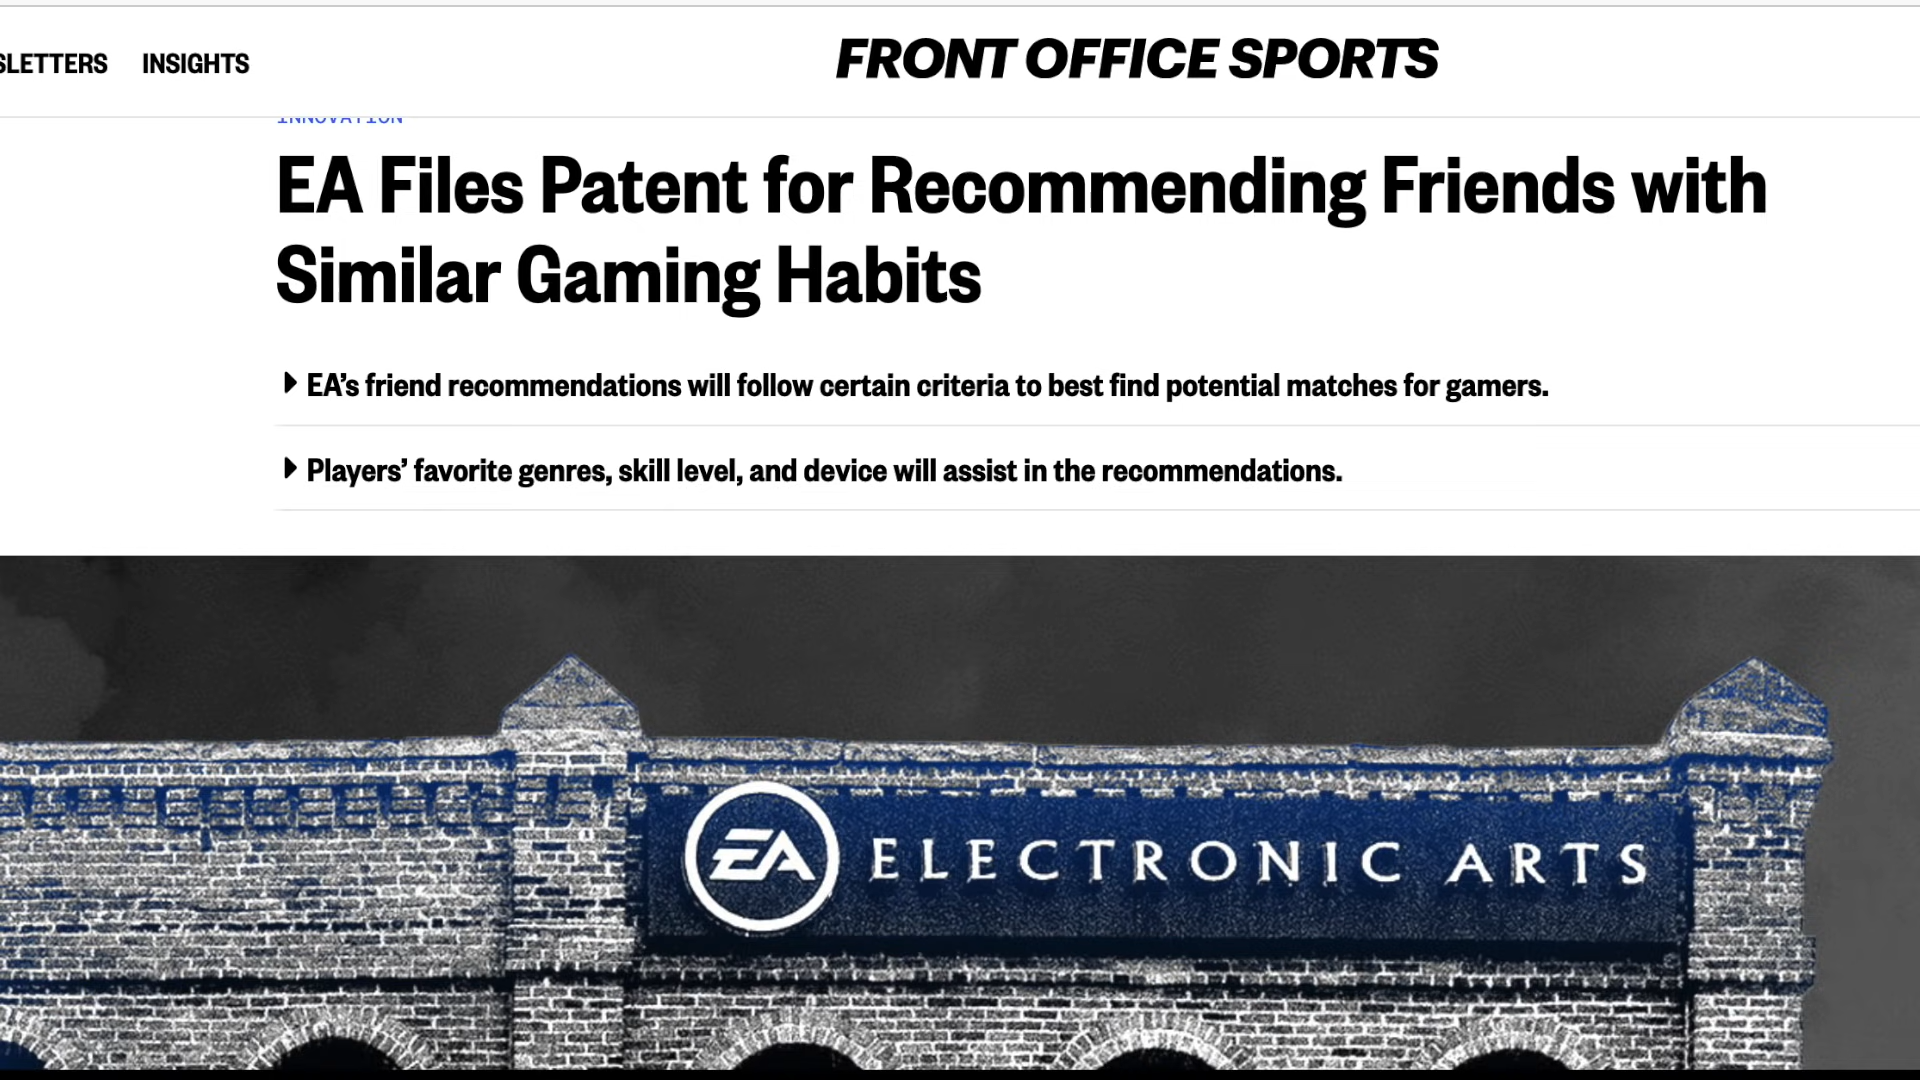 SLETTERS INSIGHTS FRONT OFFICE SPORTS
INNOVATION
EA Files Patent for Recommending Friends with
Similar Gaming Habits
EA’s friend recommendations will follow certain criteria to best find potential matches for gamers.
Players’ favorite genres, skill level, and device will assist in the recommendations.
EA ELECTRONIC ARTS